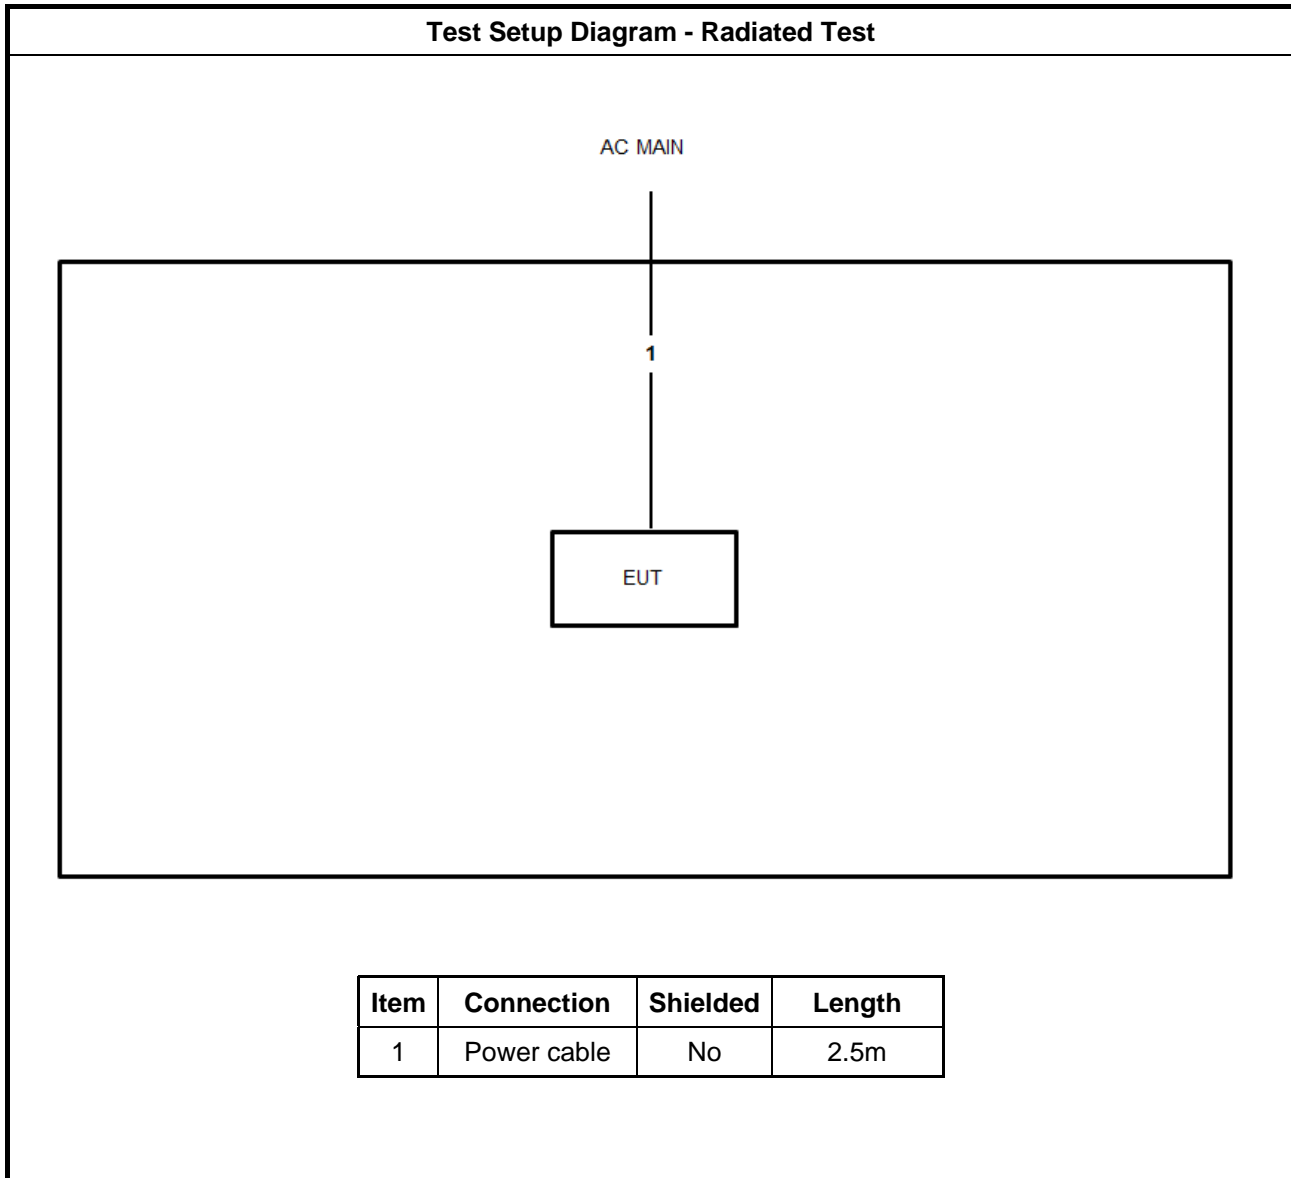 Test Setup Diagram - Radiated Test
AC MAIN
1
EUT
Item Connection Shielded Length
1 Power cable No 2.5m